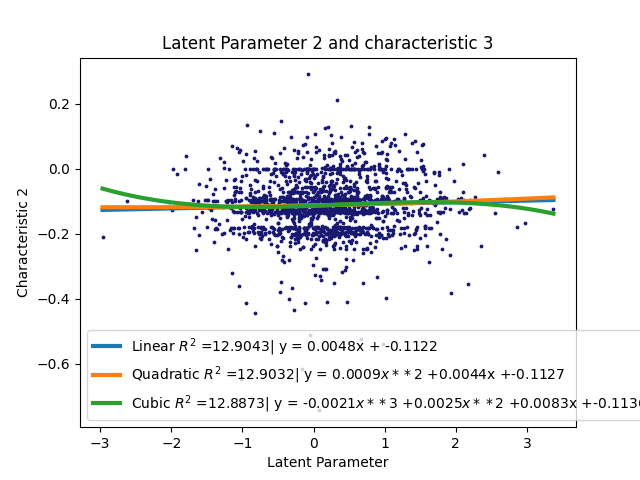 Latent Parameter 2 and characteristic 3
0.2
0.0
−0.2
−0.4
−0.6
Characteristic 2
Linear R² =12.9043| y = 0.0048x + -0.1122
Quadratic R² =12.9032| y = 0.0009x**2 +0.0044x +-0.1127
Cubic R² =12.8873| y = -0.0021x**3 +0.0025x**2 +0.0083x +-0.113
−3 −2 −1 0 1 2 3
Latent Parameter